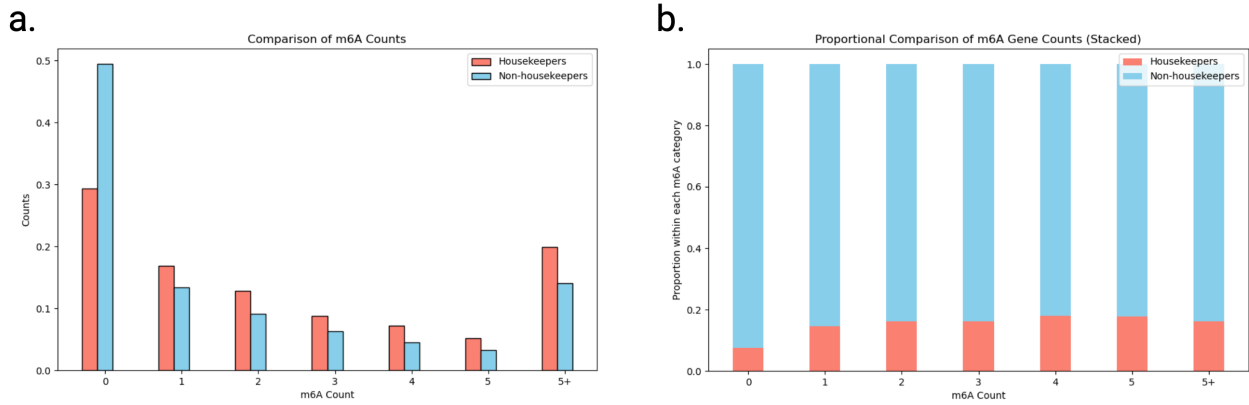 a.
Comparison of m6A Counts
Housekeepers
Non-housekeepers
Counts
0.5
0.4
0.3
0.2
0.1
0.0
0 1 2 3 4 5 5+
m6A Count
b.
Proportional Comparison of m6A Gene Counts (Stacked)
Housekeepers
Non-housekeepers
Proportion within each m6A category
1.0
0.8
0.6
0.4
0.2
0.0
0 1 2 3 4 5 5+
m6A Count